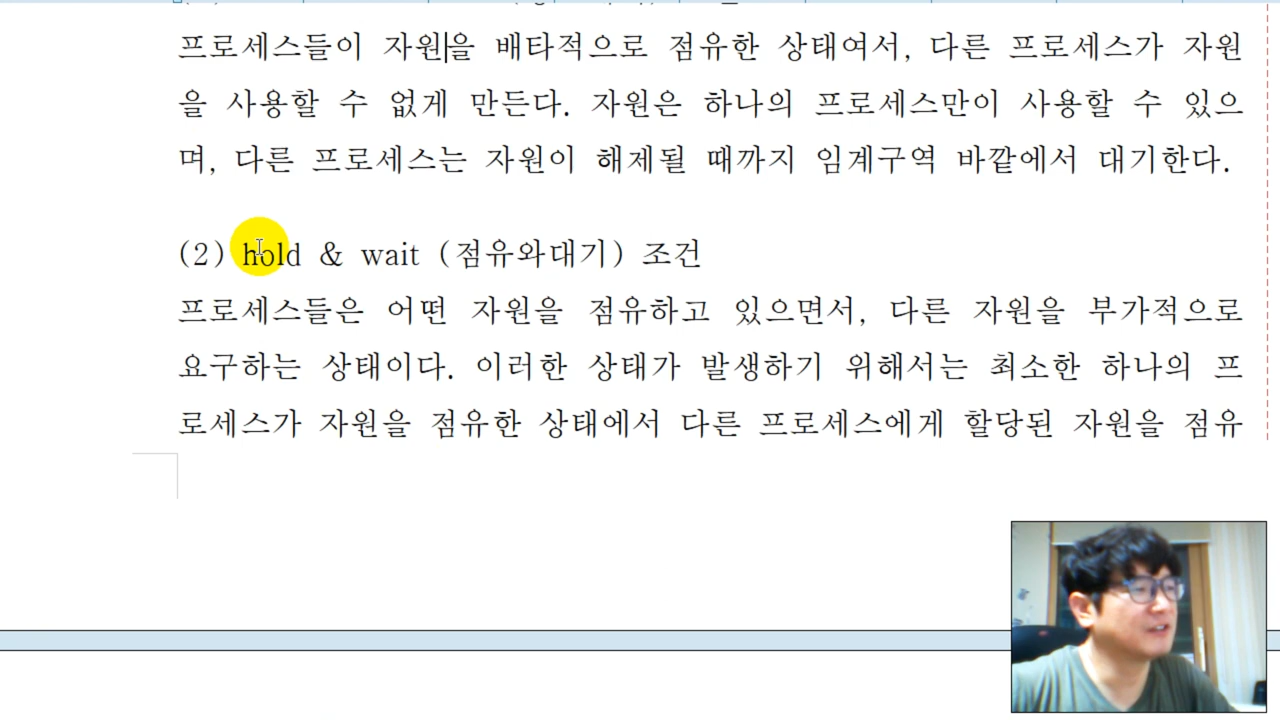 프로세스들이 자원을 배타적으로 점유한 상태여서, 다른 프로세스가 자원
을 사용할 수 없게 만든다. 자원은 하나의 프로세스만이 사용할 수 있으
며, 다른 프로세스는 자원이 해제될 때까지 임계구역 바깥에서 대기한다.
(2) hold & wait (점유와대기) 조건
프로세스들은 어떤 자원을 점유하고 있으면서, 다른 자원을 부가적으로
요구하는 상태이다. 이러한 상태가 발생하기 위해서는 최소한 하나의 프
로세스가 자원을 점유한 상태에서 다른 프로세스에게 할당된 자원을 점유